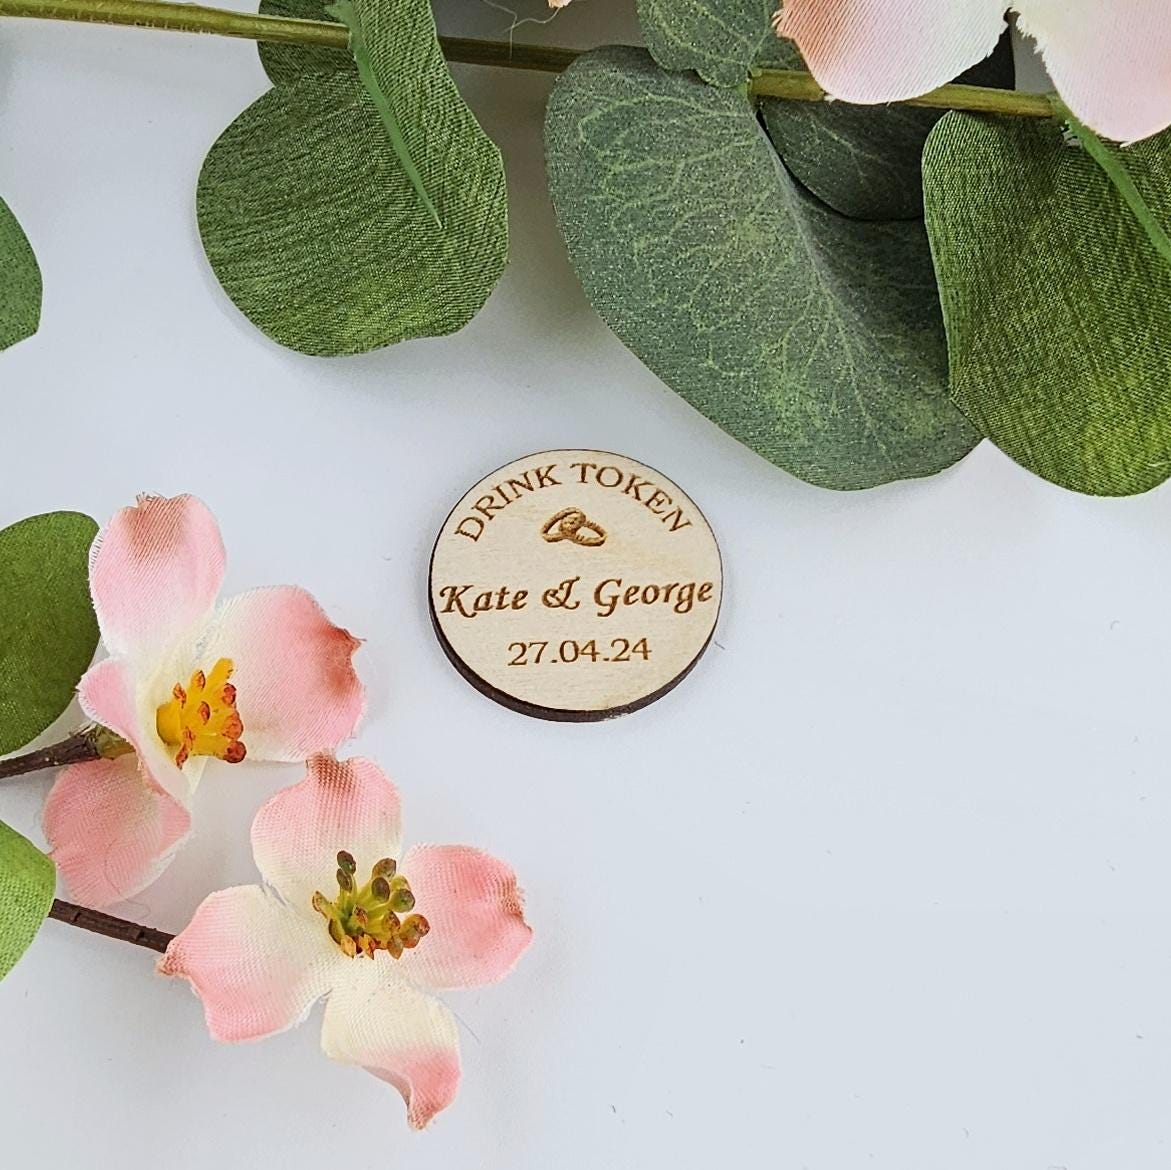 DRINK TOKEN
Kate & George
27.04.24